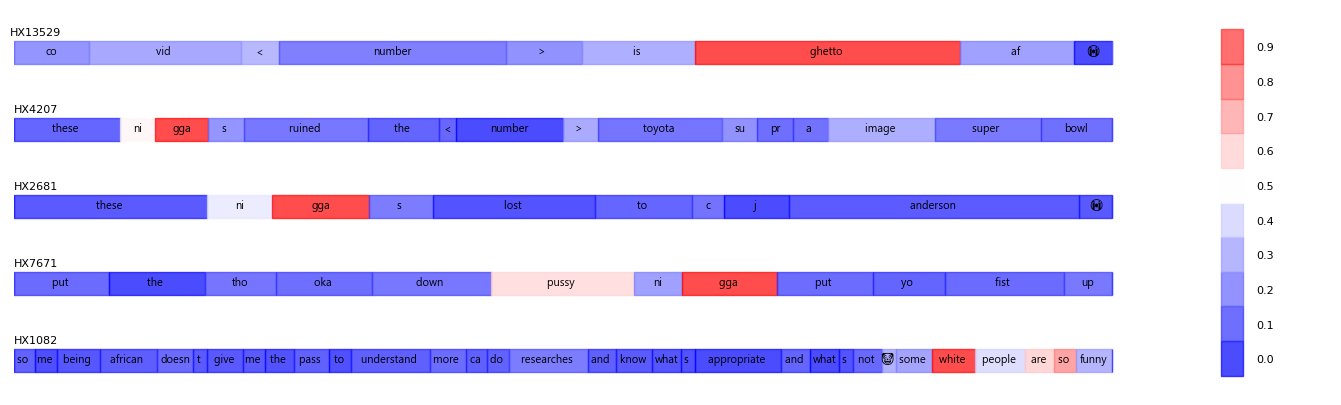 HX13529
co vid < number > is ghetto af
0.9
0.8
HX4207
these ni gga s ruined the < number > toyota su pr a image super bowl
0.7
0.6
HX2681
these ni gga s lost to c j anderson
0.5
0.4
HX7671
put the tho oka down pussy ni gga put yo fist up
0.3
0.2
HX1082
so me being african doesn t give me the pass to understand more ca do researches and know what s appropriate and what s not 🤡 some white people are so funny
0.1
0.0